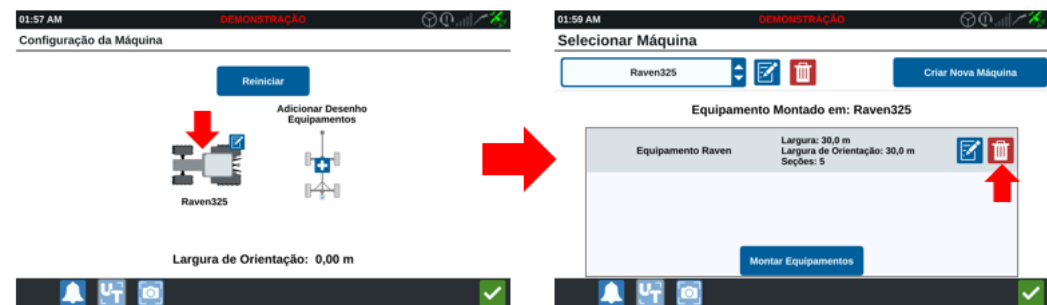 01:57 AM
DEMONSTRAÇÃO
Configuração da Máquina
Reiniciar
Adicionar Desenho
Equipamentos
Raven325
Largura de Orientação: 0,00 m
UT
01:59 AM
DEMONSTRAÇÃO
Selecionar Máquina
Raven325
Criar Nova Máquina
Equipamento Montado em: Raven325
Equipamento Raven
Largura: 30,0 m
Largura de Orientação: 30,0 m
Seções: 5
Montar Equipamentos
UT